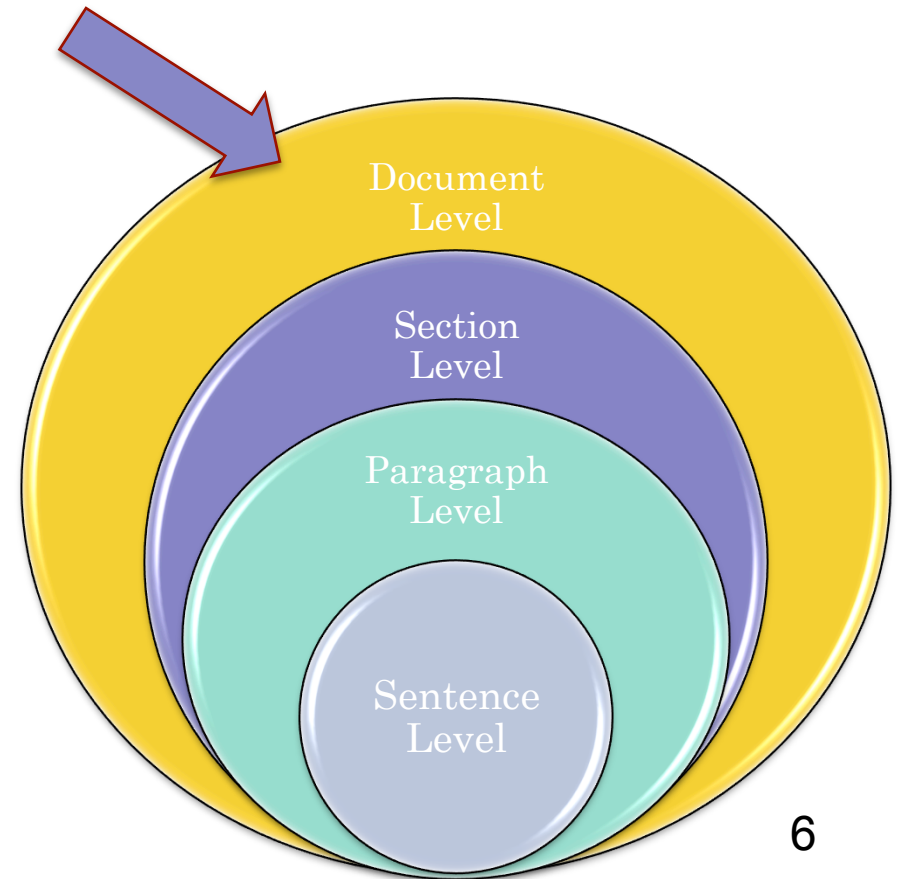 Document
Level
Section
Level
Paragraph
Level
Sentence
Level
6